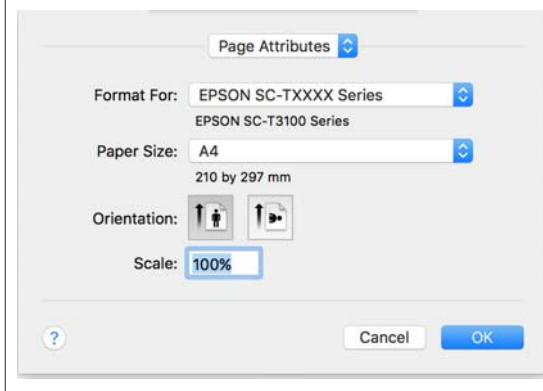 Page Attributes
Format For: EPSON SC-TXXXX Series
EPSON SC-T3100 Series
Paper Size: A4
210 by 297 mm
Orientation:
Scale: 100%
? Cancel OK